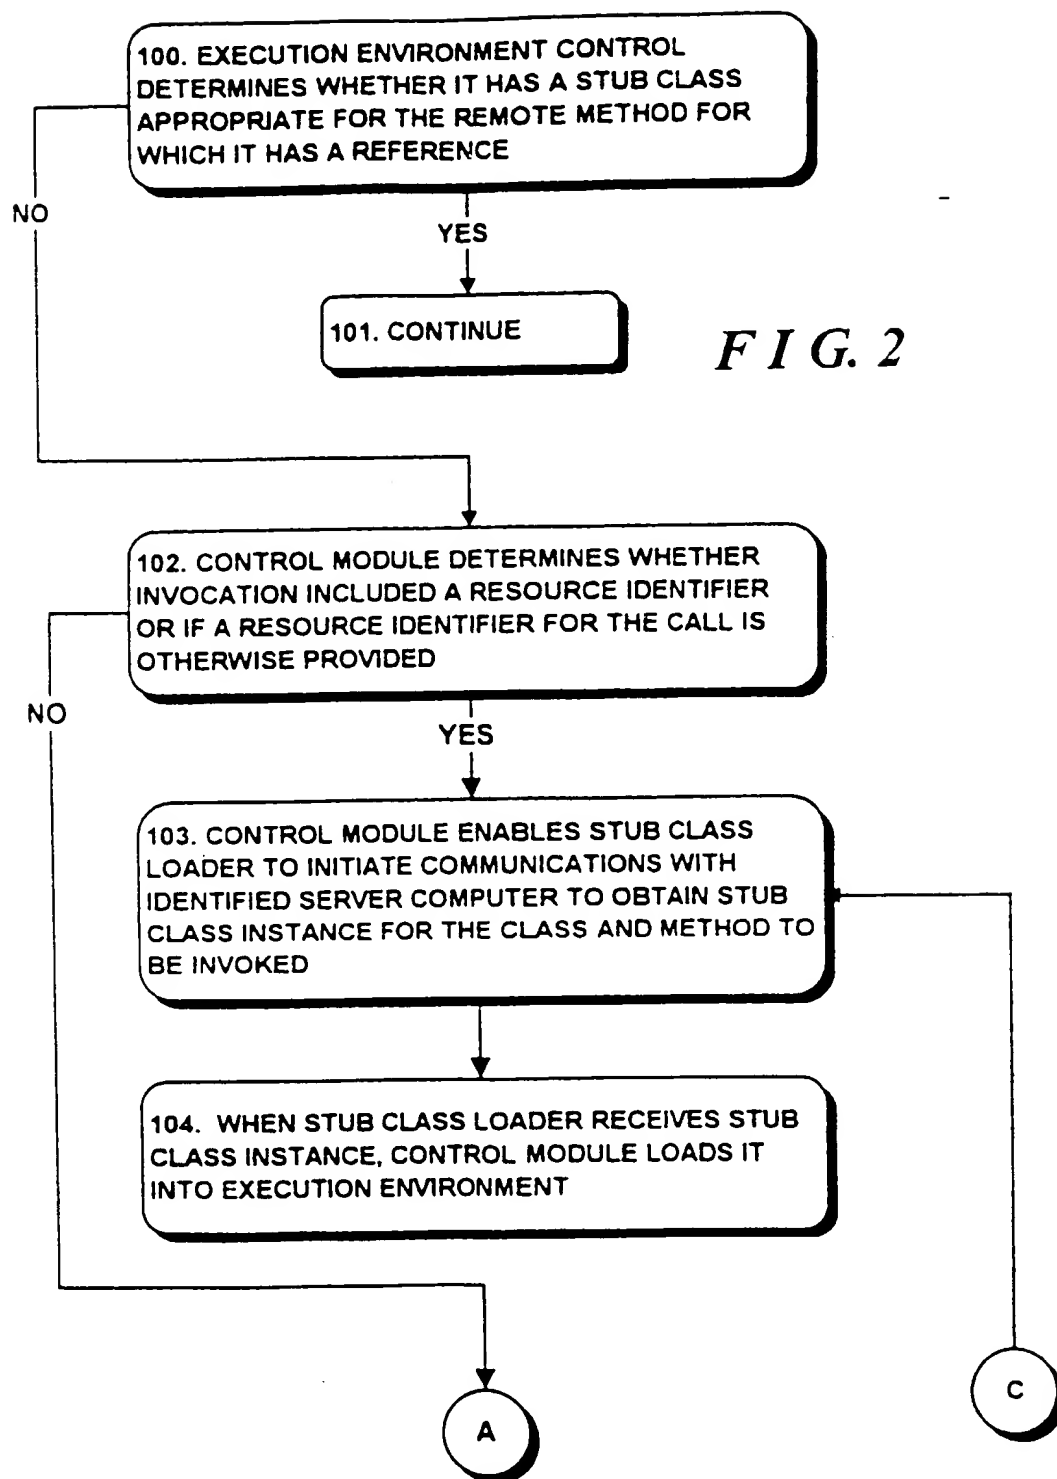 100. EXECUTION ENVIRONMENT CONTROL
DETERMINES WHETHER IT HAS A STUB CLASS
APPROPRIATE FOR THE REMOTE METHOD FOR
WHICH IT HAS A REFERENCE
NO
YES
101. CONTINUE
FIG. 2
102. CONTROL MODULE DETERMINES WHETHER
INVOCATION INCLUDED A RESOURCE IDENTIFIER
OR IF A RESOURCE IDENTIFIER FOR THE CALL IS
OTHERWISE PROVIDED
NO
YES
103. CONTROL MODULE ENABLES STUB CLASS
LOADER TO INITIATE COMMUNICATIONS WITH
IDENTIFIED SERVER COMPUTER TO OBTAIN STUB
CLASS INSTANCE FOR THE CLASS AND METHOD TO
BE INVOKED
104. WHEN STUB CLASS LOADER RECEIVES STUB
CLASS INSTANCE, CONTROL MODULE LOADS IT
INTO EXECUTION ENVIRONMENT
C
A